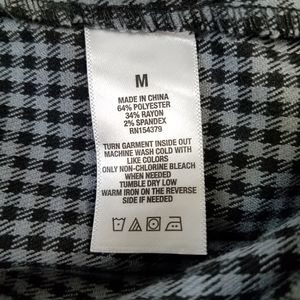 M
MADE IN CHINA
64% POLYESTER
34% RAYON
2% SPANDEX
RN154379
TURN GARMENT INSIDE OUT
MACHINE WASH COLD WITH
LIKE COLORS
ONLY NON-CHLORINE BLEACH
WHEN NEEDED
TUMBLE DRY LOW
WARM IRON ON THE REVERSE
SIDE IF NEEDED